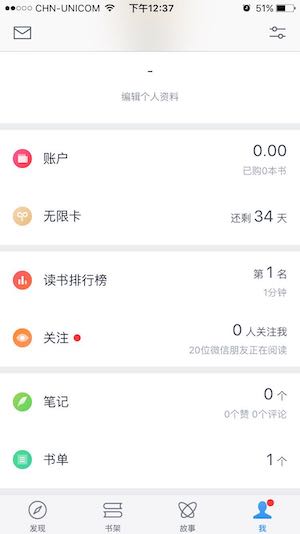 CHN-UNICOM 下午12:37 51%
-
编辑个人资料
账户 0.00
已购0本书
无限卡 还剩 34 天
读书排行榜 第 1 名
1分钟
关注 0 人关注我
20位微信朋友正在阅读
笔记 0 个
0个赞 0个评论
书单 1 个
发现 书架 故事 我